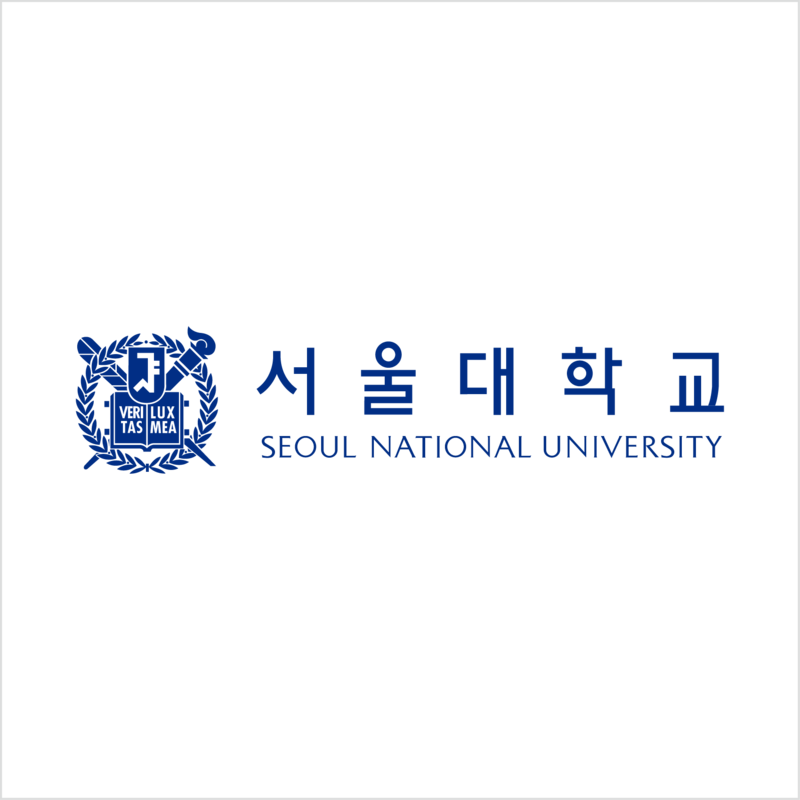 VERI LUX
TAS MEA
서울대학교
SEOUL NATIONAL UNIVERSITY